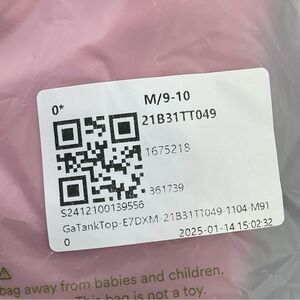 0* M/9-10
21B31TT049
1675218
361739
S2412100139556
GaTankTop-E7DXM 21B31TT049-1104-M91
0 2025-01-14 15:02:32
bag away from babies and children.
This bag is not a toy.